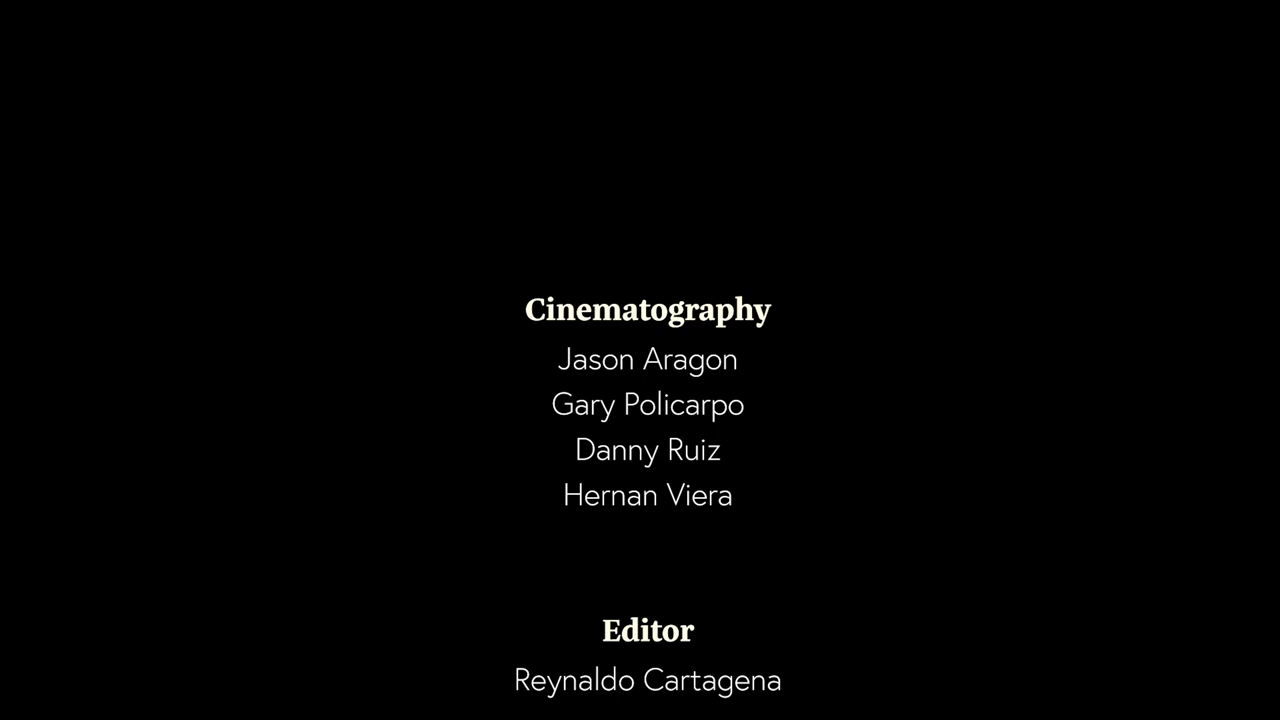 Cinematography
Jason Aragon
Gary Policarpo
Danny Ruiz
Hernan Viera
Editor
Reynaldo Cartagena